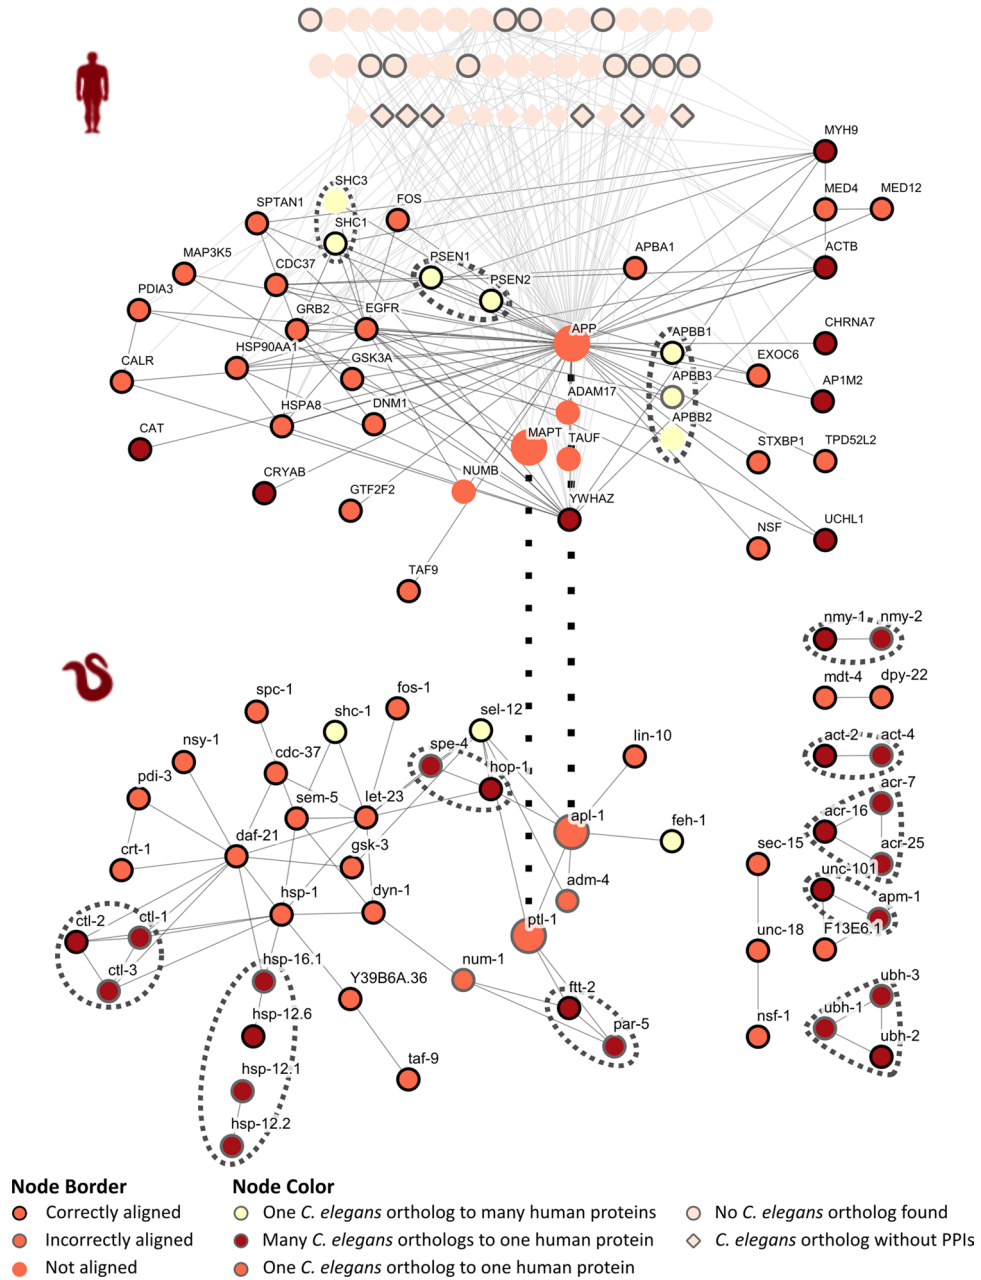 MYH9
SHC3
MED4 MED12
SPTAN1 FOS
SHC1
APBA1 ACTB
MAP3K5 CDC37 PSEN1
PSEN2
PDIA3
GRB2 EGFR
APP APBB1 CHRNA7
HSP90AA1
CALR GSK3A EXOC6
APBB3
ADAM17 AP1M2
HSPA8 DNM1
APBB2
CAT MAPT TAUF
STXBP1 TPD52L2
CRYAB NUMB
GTF2F2 YWHAZ
NSF UCHL1
TAF9
nmy-1 nmy-2
mdt-4 dpy-22
spc-1 fos-1
shc-1 sel-12
act-2 act-4
nsy-1 cdc-37 spe-4 lin-10
hop-1
pdi-3 acr-7
sem-5 let-23
acr-16
apl-1 feh-1
daf-21
gsk-3 sec-15 acr-25
crt-1
unc-101
hsp-1 dyn-1 adm-4
apm-1
ctl-2 ctl-1 ptl-1
unc-18 F13E6.1
ctl-3 hsp-16.1 num-1
Y39B6A.36 ubh-3
ftt-2
hsp-12.6 ubh-1
par-5 nsf-1
ubh-2
taf-9
hsp-12.1
hsp-12.2
Node Border Node Color
Correctly aligned One C. elegans ortholog to many human proteins No C. elegans ortholog found
Incorrectly aligned Many C. elegans orthologs to one human protein C. elegans ortholog without PPIs
Not aligned One C. elegans ortholog to one human protein